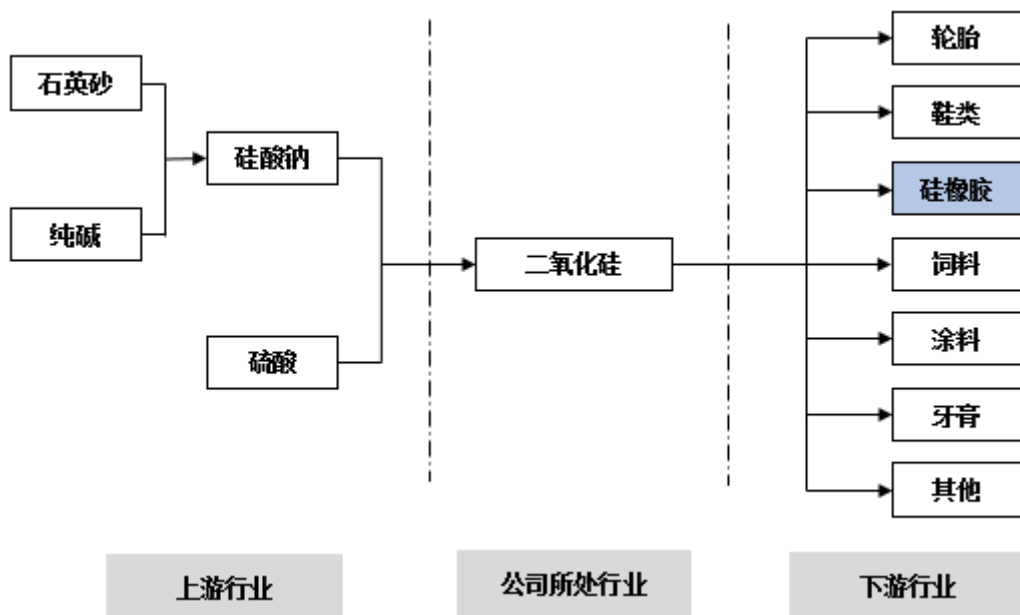 石英砂
纯碱
硅酸钠
硫酸
二氧化硅
轮胎
鞋类
硅橡胶
饲料
涂料
牙膏
其他
上游行业
公司所处行业
下游行业